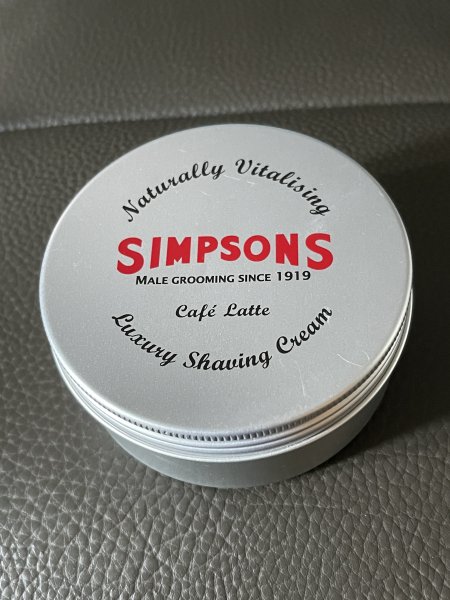 Naturally Vitalising
SIMPSONS
MALE GROOMING SINCE 1919
Café Latte
Luxury Shaving Cream